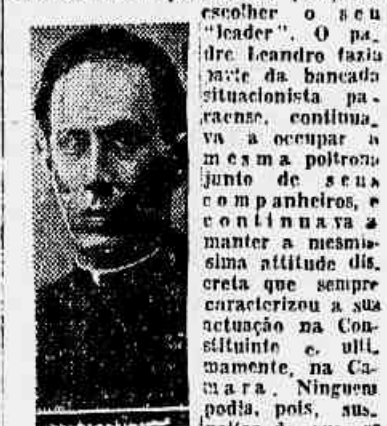 escolher o seu
"leader". O pa-
dre Leandro fazia
parte da bancada
situacionista pa-
raense, continua-
va a occupar a
mesma poltrona
junto de seus
companheiros, e
continuava a
manter a mesmis-
sima attitude dis-
creta que sempre
caracterizou a sua
actuação na Con-
stituinte e, ulti-
mamente, na Ca-
mara. Ninguem
podia, pois, sus-